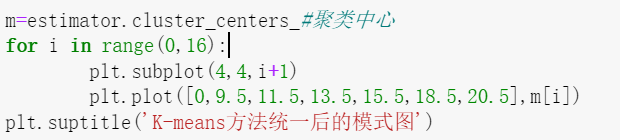 m=estimator.cluster_centers_#聚类中心
for i in range(0,16):
        plt.subplot(4,4,i+1)
        plt.plot([0,9.5,11.5,13.5,15.5,18.5,20.5],m[i])
plt.suptitle('K-means方法统一后的模式图')